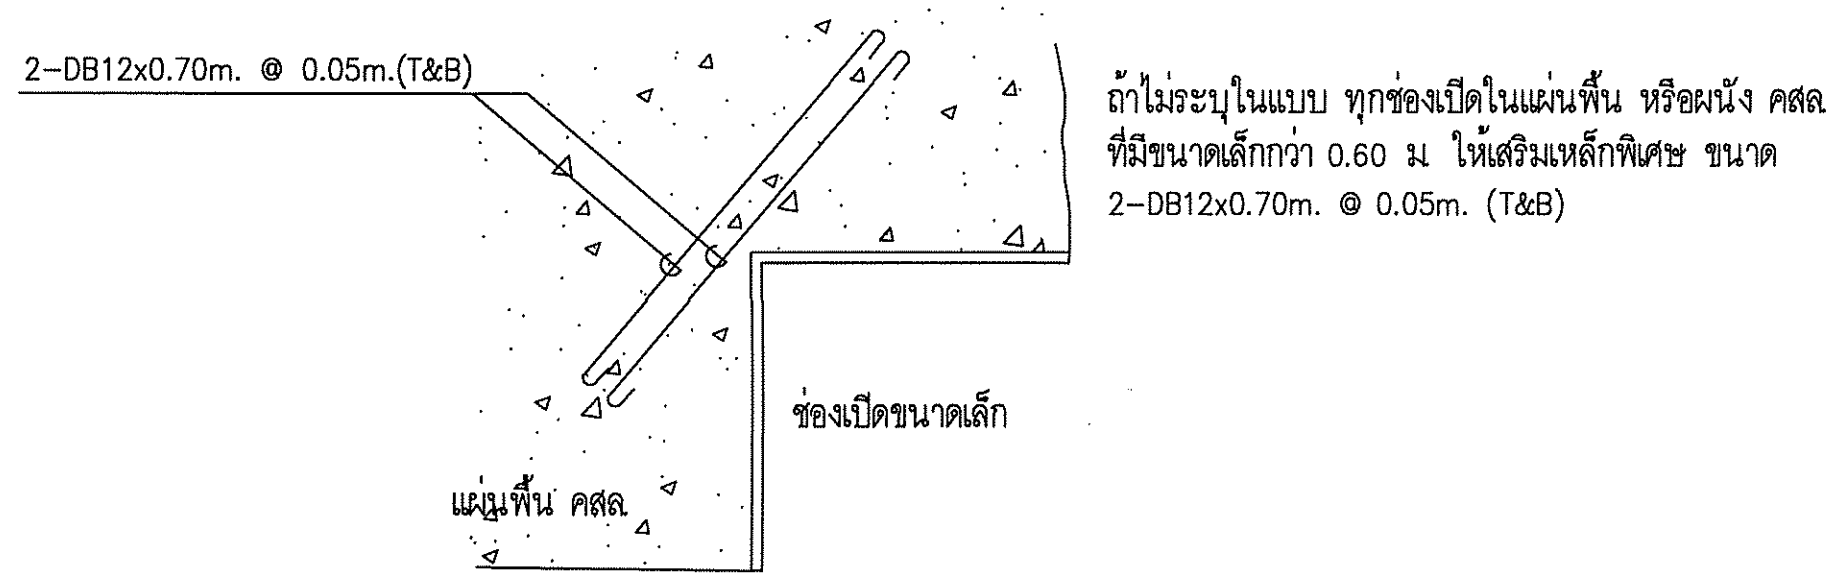 2-DB12x0.70m. @ 0.05m.(T&B)
ถ้าไม่ระบุในแบบ ทุกช่องเปิดในแผ่นพื้น หรือผนัง คสล.
ที่มีขนาดเล็กกว่า 0.60 ม ให้เสริมเหล็กพิเศษ ขนาด
2-DB12x0.70m. @ 0.05m. (T&B)
ช่องเปิดขนาดเล็ก
แผ่นพื้น คสล.